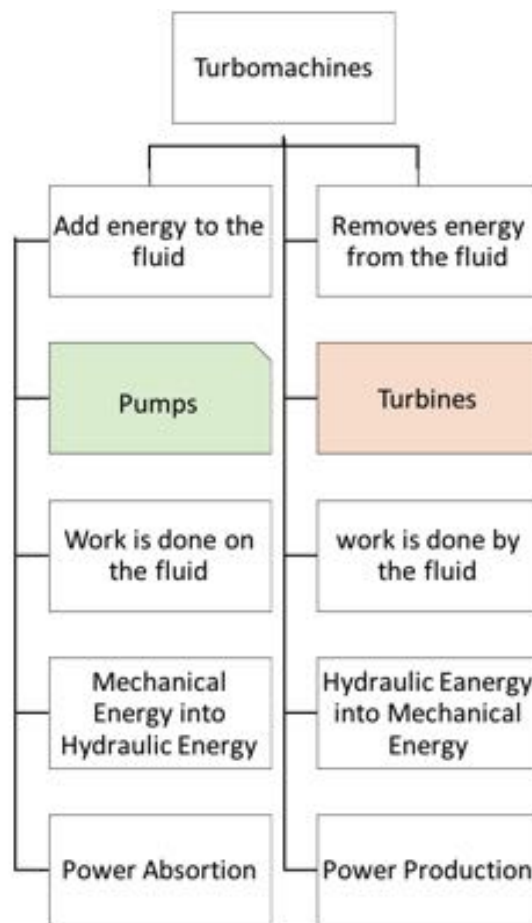 Turbomachines
Add energy to the
fluid
Removes energy
from the fluid
Pumps
Turbines
Work is done on
the fluid
work is done by
the fluid
Mechanical
Energy into
Hydraulic Energy
Hydraulic Eanergy
into Mechanical
Energy
Power Absortion
Power Production